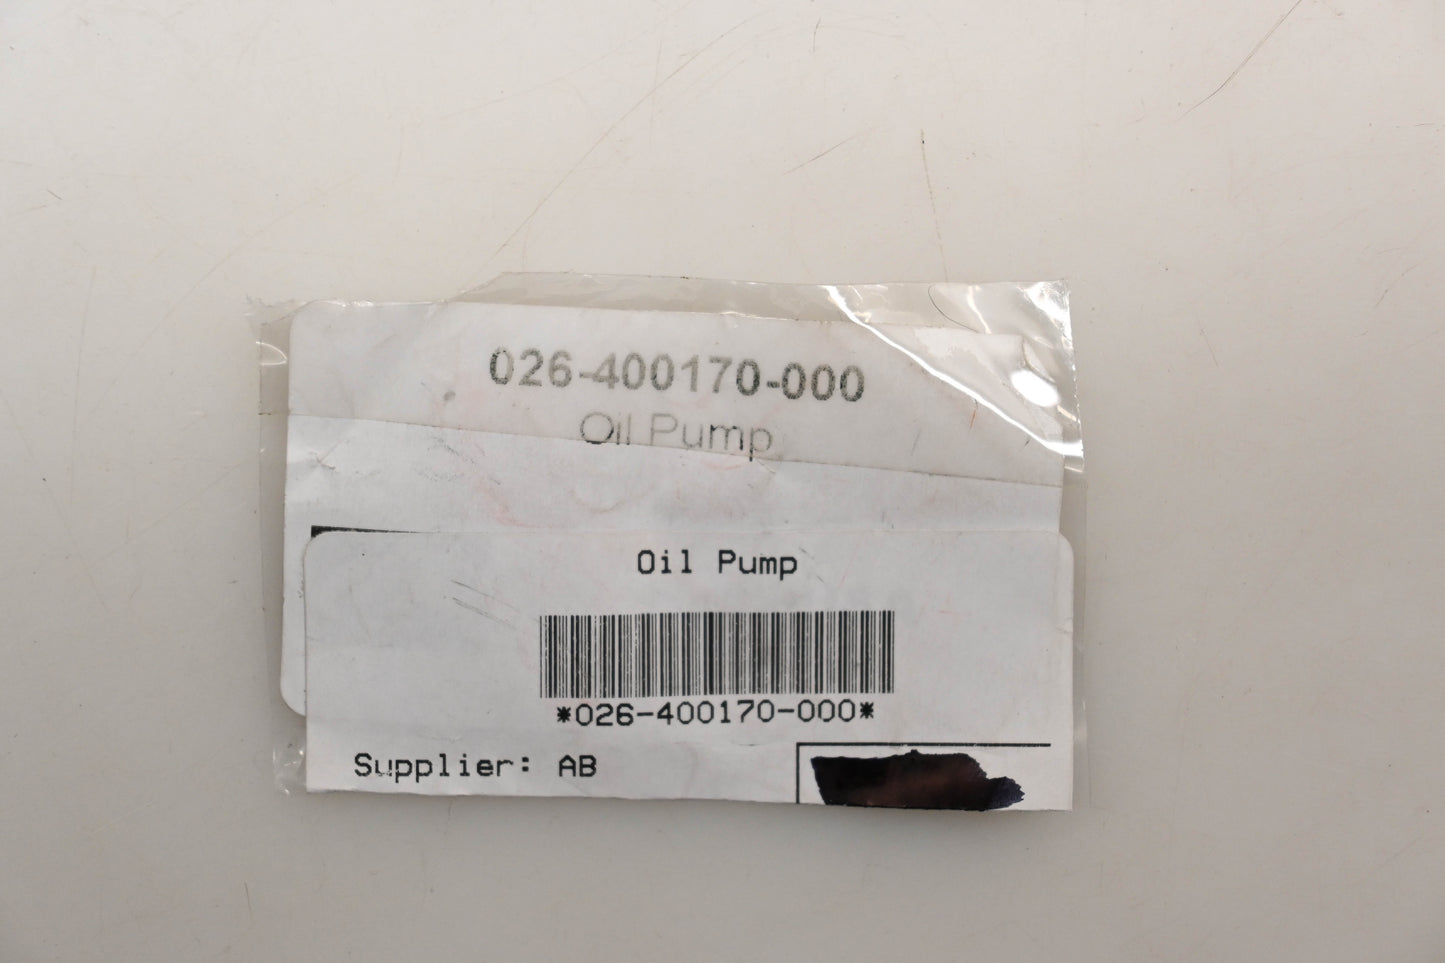 026-400170-000
Oil Pump
Oil Pump
*026-400170-000*
Supplier: AB